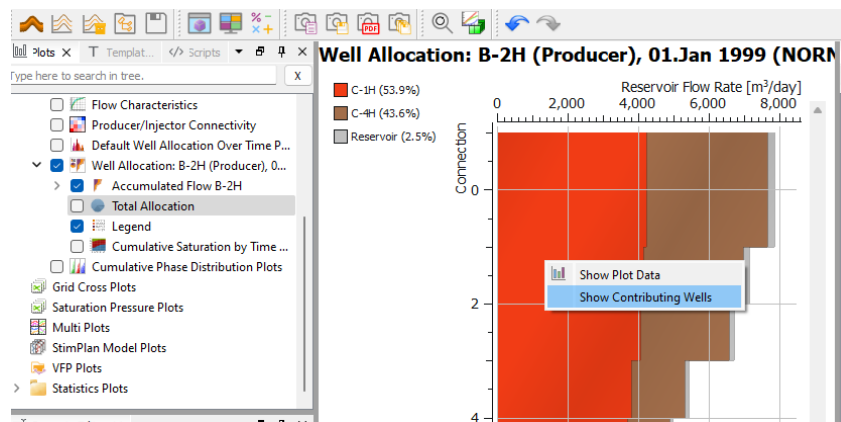 Plots X T Templat... </> Scripts
Type here to search in tree. X
Flow Characteristics
Producer/Injector Connectivity
Default Well Allocation Over Time P...
Well Allocation: B-2H (Producer), 0...
Accumulated Flow B-2H
Total Allocation
Legend
Cumulative Saturation by Time ...
Cumulative Phase Distribution Plots
Grid Cross Plots
Saturation Pressure Plots
Multi Plots
StimPlan Model Plots
VFP Plots
Statistics Plots
Well Allocation: B-2H (Producer), 01.Jan 1999 (NORN
C-1H (53.9%)
C-4H (43.6%)
Reservoir (2.5%)
Reservoir Flow Rate [m³/day]
0 2,000 4,000 6,000 8,000
Connection
0
2
4
Show Plot Data
Show Contributing Wells